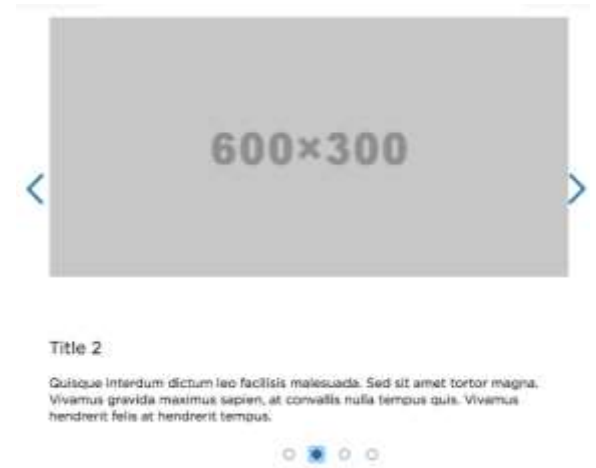 600×300
Title 2
Quisque interdum dictum leo facilisis malesuada. Sed sit amet tortor magna.
Vivamus gravida maximus sapien, at convallis nulla tempus quis. Vivamus
hendrerit felis at hendrerit tempus.